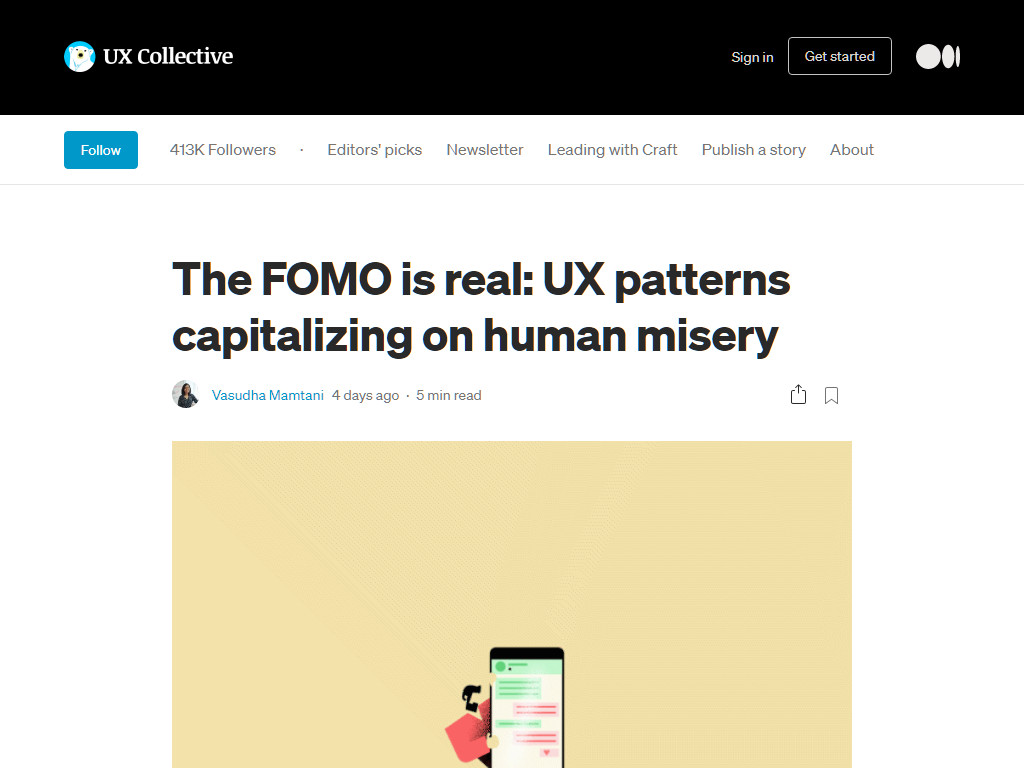 UX Collective
Sign in
Get started
Follow
413K Followers · Editors' picks Newsletter Leading with Craft Publish a story About
The FOMO is real: UX patterns
capitalizing on human misery
Vasudha Mamtani 4 days ago · 5 min read